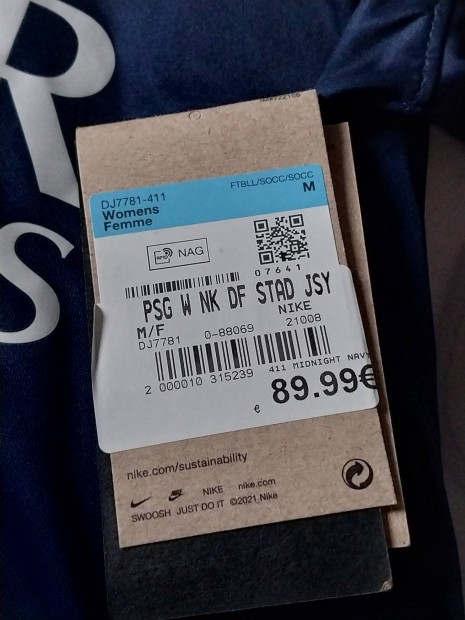 DJ7781-411
FTBLL/SOCC/SOCC
Womens
M
Femme
RFID
NAG
07641
PSG W NK DF STAD JSY
M/F
NIKE
DJ7781 0-88069 21008
2 000010 315239
411 MIDNIGHT NAVY
€ 89.99€
nike.com/sustainability
NIKE nike.com
SWOOSH JUST DO IT ©2021 Nike
R
S